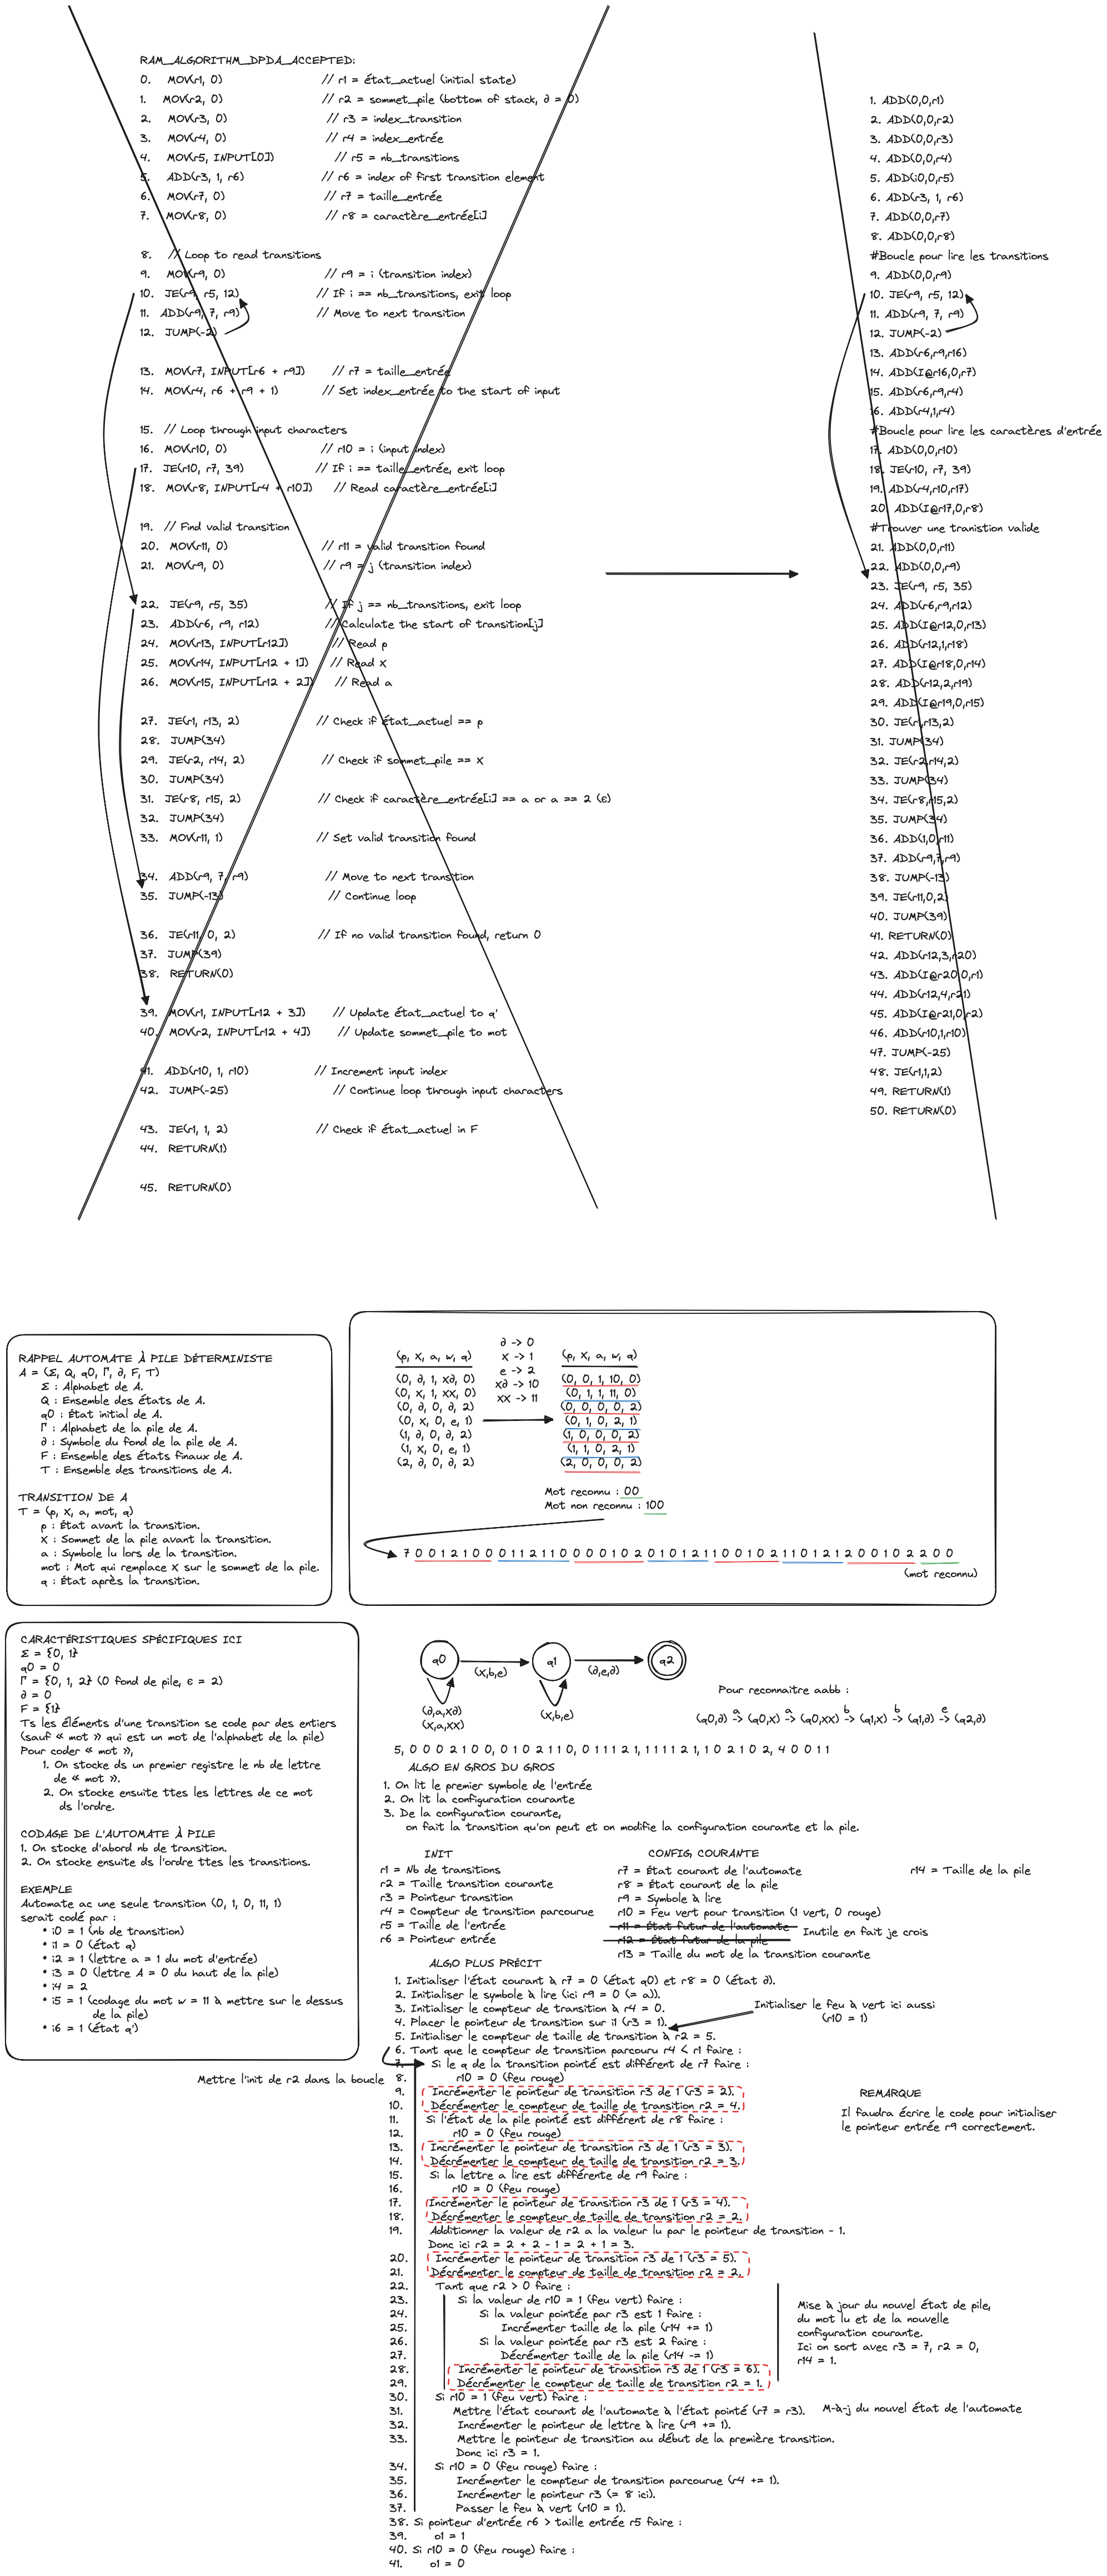 RAM_ALGORITHM_DPDA_ACCEPTED:
0. MOV(r1, 0) // r1 = état_actuel (initial state)
1. MOV(r2, 0) // r2 = sommet_pile (bottom of stack, ∂ = 0)
2. MOV(r3, 0) // r3 = index_transition
3. MOV(r4, 0) // r4 = index_entrée
4. MOV(r5, INPUT[0]) // r5 = nb_transitions
5. ADD(r3, 1, r6) // r6 = index of first transition element
6. MOV(r7, 0) // r7 = taille_entrée
7. MOV(r8, 0) // r8 = caractère_entrée[i]
8. // Loop to read transitions
9. MOV(r9, 0) // r9 = i (transition index)
10. JE(r9, r5, 12) // If i == nb_transitions, exit loop
11. ADD(r9, 7, r9) // Move to next transition
12. JUMP(-2)
13. MOV(r7, INPUT[r6 + r9]) // r7 = taille_entrée
14. MOV(r4, r6 + r9 + 1) // Set index_entrée to the start of input
15. // Loop through input characters
16. MOV(r10, 0) // r10 = i (input index)
17. JE(r10, r7, 39) // If i == taille_entrée, exit loop
18. MOV(r8, INPUT[r4 + r10]) // Read caractère_entrée[i]
19. // Find valid transition
20. MOV(r11, 0) // r11 = valid transition found
21. MOV(r9, 0) // r9 = j (transition index)
22. JE(r9, r5, 35) // If j == nb_transitions, exit loop
23. ADD(r6, r9, r12) // Calculate the start of transition[j]
24. MOV(r13, INPUT[r12]) // Read p
25. MOV(r14, INPUT[r12 + 1]) // Read X
26. MOV(r15, INPUT[r12 + 2]) // Read a
27. JE(r1, r13, 2) // Check if état_actuel == p
28. JUMP(34)
29. JE(r2, r14, 2) // Check if sommet_pile == X
30. JUMP(34)
31. JE(r8, r15, 2) // Check if caractère_entrée[i] == a or a == 2 (ε)
32. JUMP(34)
33. MOV(r11, 1) // Set valid transition found
34. ADD(r9, 7, r9) // Move to next transition
35. JUMP(-13) // Continue loop
36. JE(r11, 0, 2) // If no valid transition found, return 0
37. JUMP(39)
38. RETURN(0)
39. MOV(r1, INPUT[r12 + 3]) // Update état_actuel to q'
40. MOV(r2, INPUT[r12 + 4]) // Update sommet_pile to mot
41. ADD(r10, 1, r10) // Increment input index
42. JUMP(-25) // Continue loop through input characters
43. JE(r1, 1, 2) // Check if état_actuel in F
44. RETURN(1)
45. RETURN(0)
1. ADD(0,0,r1)
2. ADD(0,0,r2)
3. ADD(0,0,r3)
4. ADD(0,0,r4)
5. ADD(i0,0,r5)
6. ADD(r3, 1, r6)
7. ADD(0,0,r7)
8. ADD(0,0,r8)
#Boucle pour lire les transitions
9. ADD(0,0,r9)
10. JE(r9, r5, 12)
11. ADD(r9, 7, r9)
12. JUMP(-2)
13. ADD(r6,r9,r16)
14. ADD(I@r16,0,r7)
15. ADD(r6,r9,r4)
16. ADD(r4,1,r4)
#Boucle pour lire les caractères d'entrée
17. ADD(0,0,r10)
18. JE(r10, r7, 39)
19. ADD(r4,r10,r17)
20. ADD(I@r17,0,r8)
#Trouver une tranistion valide
21. ADD(0,0,r11)
22. ADD(0,0,r9)
23. JE(r9, r5, 35)
24. ADD(r6,r9,r12)
25. ADD(I@r12,0,r13)
26. ADD(r12,1,r18)
27. ADD(I@r18,0,r14)
28. ADD(r12,2,r19)
29. ADD(I@r19,0,r15)
30. JE(r1,r13,2)
31. JUMP(34)
32. JE(r2,r14,2)
33. JUMP(34)
34. JE(r8,r15,2)
35. JUMP(34)
36. ADD(1,0,r11)
37. ADD(r9,7,r9)
38. JUMP(-13)
39. JE(r11,0,2)
40. JUMP(39)
41. RETURN(0)
42. ADD(r12,3,r20)
43. ADD(I@r20,0,r1)
44. ADD(r12,4,r21)
45. ADD(I@r21,0,r2)
46. ADD(r10,1,r10)
47. JUMP(-25)
48. JE(r1,1,2)
49. RETURN(1)
50. RETURN(0)
RAPPEL AUTOMATE À PILE DÉTERMINISTE
A = (Σ, Q, q0, Γ, ∂, F, T)
Σ : Alphabet de A.
Q : Ensemble des états de A.
q0 : État initial de A.
Γ : Alphabet de la pile de A.
∂ : Symbole du fond de la pile de A.
F : Ensemble des états finaux de A.
T : Ensemble des transitions de A.
TRANSITION DE A
T = (p, X, a, mot, q)
p : État avant la transition.
X : Sommet de la pile avant la transition.
a : Symbole lu lors de la transition.
mot : Mot qui remplace X sur le sommet de la pile.
q : État après la transition.
(p, X, a, w, q)
(0, ∂, 1, x∂, 0)
(0, x, 1, xx, 0)
(0, ∂, 0, ∂, 2)
(0, x, 0, e, 1)
(1, ∂, 0, ∂, 2)
(1, x, 0, e, 1)
(2, ∂, 0, ∂, 2)
∂ -> 0
x -> 1
e -> 2
x∂ -> 10
xx -> 11
(p, X, a, w, q)
(0, 0, 1, 10, 0)
(0, 1, 1, 11, 0)
(0, 0, 0, 0, 2)
(0, 1, 0, 2, 1)
(1, 0, 0, 0, 2)
(1, 1, 0, 2, 1)
(2, 0, 0, 0, 2)
Mot reconnu : 00
Mot non reconnu : 100
7 0 0 1 2 1 0 0 0 1 1 2 1 1 0 0 0 0 1 0 2 0 1 0 1 2 1 1 0 0 1 0 2 1 1 0 1 2 1 2 0 0 1 0 2 2 0 0
(mot reconnu)
CARACTÉRISTIQUES SPÉCIFIQUES ICI
Σ = {0, 1}
q0 = 0
Γ = {0, 1, 2} (0 fond de pile, ε = 2)
∂ = 0
F = {1}
Ts les éléments d'une transition se code par des entiers
(sauf « mot » qui est un mot de l'alphabet de la pile)
Pour coder « mot »,
1. On stocke ds un premier registre le nb de lettre
de « mot ».
2. On stocke ensuite ttes les lettres de ce mot
ds l'ordre.
CODAGE DE L'AUTOMATE À PILE
1. On stocke d'abord nb de transition.
2. On stocke ensuite ds l'ordre ttes les transitions.
EXEMPLE
Automate ac une seule transition (0, 1, 0, 11, 1)
serait codé par :
• i0 = 1 (nb de transition)
• i1 = 0 (état q)
• i2 = 1 (lettre a = 1 du mot d'entrée)
• i3 = 0 (lettre A = 0 du haut de la pile)
• i4 = 2
• i5 = 1 (codage du mot w = 11 à mettre sur le dessus
de la pile)
• i6 = 1 (état q')
q0
q1
q2
(x,b,e)
(∂,e,∂)
(∂,a,x∂)
(x,a,xx)
(x,b,e)
Pour reconnaitre aabb :
a a b b e
(q0,∂) -> (q0,x) -> (q0,xx) -> (q1,x) -> (q1,∂) -> (q2,∂)
5, 0 0 0 2 1 0 0, 0 1 0 2 1 1 0, 0 1 1 1 2 1, 1 1 1 1 2 1, 1 0 2 1 0 2, 4 0 0 1 1
ALGO EN GROS DU GROS
1. On lit le premier symbole de l'entrée
2. On lit la configuration courante
3. De la configuration courante,
on fait la transition qu'on peut et on modifie la configuration courante et la pile.
INIT
r1 = Nb de transitions
r2 = Taille transition courante
r3 = Pointeur transition
r4 = Compteur de transition parcourue
r5 = Taille de l'entrée
r6 = Pointeur entrée
CONFIG COURANTE
r7 = État courant de l'automate
r8 = État courant de la pile
r9 = Symbole à lire
r10 = Feu vert pour transition (1 vert, 0 rouge)
r11 = État futur de l'automate
r12 = État futur de la pile
Inutile en fait je crois
r13 = Taille du mot de la transition courante
r14 = Taille de la pile
ALGO PLUS PRÉCIT
1. Initialiser l'état courant à r7 = 0 (état q0) et r8 = 0 (état ∂).
2. Initialiser le symbole à lire (ici r9 = 0 (= a)).
3. Initialiser le compteur de transition à r4 = 0.
4. Placer le pointeur de transition sur i1 (r3 = 1).
5. Initialiser le compteur de taille de transition à r2 = 5.
Initialiser le feu à vert ici aussi
(r10 = 1)
6. Tant que le compteur de transition parcouru r4 < r1 faire :
7. Si le q de la transition pointé est différent de r7 faire :
Mettre l'init de r2 dans la boucle
8. r10 = 0 (feu rouge)
9. Incrémenter le pointeur de transition r3 de 1 (r3 = 2).
10. Décrémenter le compteur de taille de transition r2 = 4.
11. Si l'état de la pile pointé est différent de r8 faire :
12. r10 = 0 (feu rouge)
13. Incrémenter le pointeur de transition r3 de 1 (r3 = 3).
14. Décrémenter le compteur de taille de transition r2 = 3.
15. Si la lettre a lire est différente de r9 faire :
16. r10 = 0 (feu rouge)
17. Incrémenter le pointeur de transition r3 de 1 (r3 = 4).
18. Décrémenter le compteur de taille de transition r2 = 2.
19. Additionner la valeur de r2 a la valeur lu par le pointeur de transition - 1.
Donc ici r2 = 2 + 2 - 1 = 2 + 1 = 3.
20. Incrémenter le pointeur de transition r3 de 1 (r3 = 5).
21. Décrémenter le compteur de taille de transition r2 = 2.
22. Tant que r2 > 0 faire :
23. Si la valeur de r10 = 1 (feu vert) faire :
24. Si la valeur pointée par r3 est 1 faire :
25. Incrémenter taille de la pile (r14 += 1)
26. Si la valeur pointée par r3 est 2 faire :
27. Décrémenter taille de la pile (r14 -= 1)
28. Incrémenter le pointeur de transition r3 de 1 (r3 = 6).
29. Décrémenter le compteur de taille de transition r2 = 1.
30. Si r10 = 1 (feu vert) faire :
31. Mettre l'état courant de l'automate à l'état pointé (r7 = r3).
32. Incrémenter le pointeur de lettre à lire (r9 += 1).
33. Mettre le pointeur de transition au début de la première transition.
Donc ici r3 = 1.
34. Si r10 = 0 (feu rouge) faire :
35. Incrémenter le compteur de transition parcourue (r4 += 1).
36. Incrémenter le pointeur r3 (= 8 ici).
37. Passer le feu à vert (r10 = 1).
38. Si pointeur d'entrée r6 > taille entrée r5 faire :
39. o1 = 1
40. Si r10 = 0 (feu rouge) faire :
41. o1 = 0
REMARQUE
Il faudra écrire le code pour initialiser
le pointeur entrée r9 correctement.
Mise à jour du nouvel état de pile,
du mot lu et de la nouvelle
configuration courante.
Ici on sort avec r3 = 7, r2 = 0,
r14 = 1.
M-à-j du nouvel état de l'automate